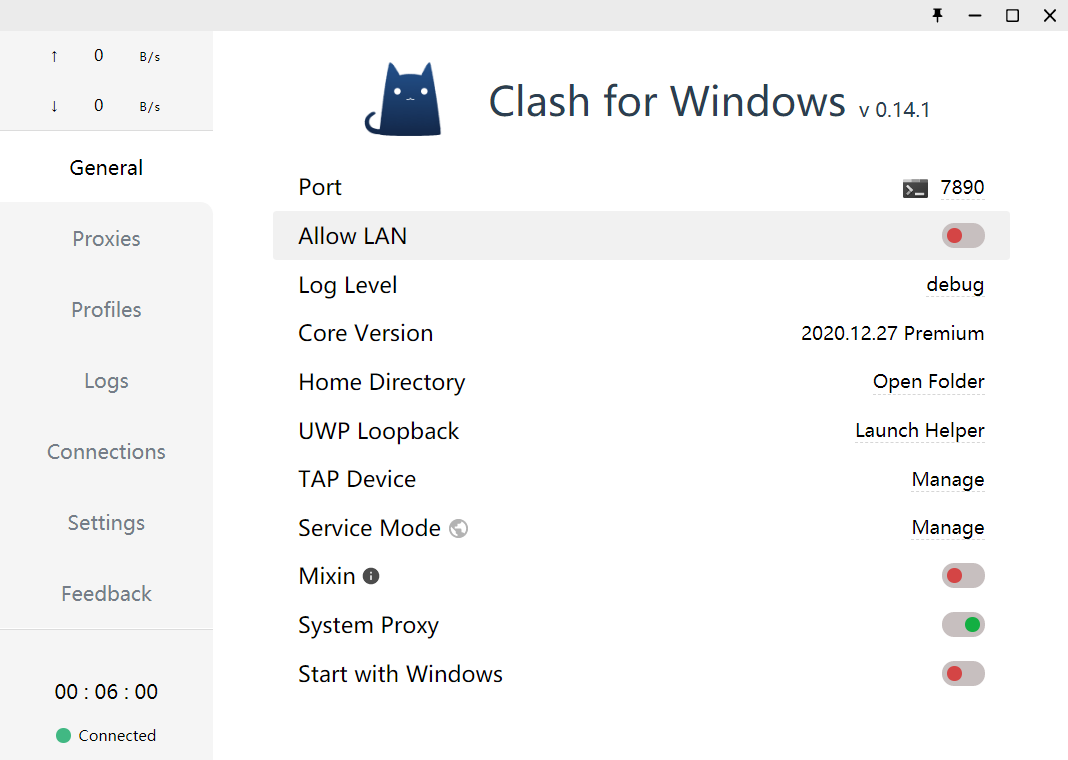 ↑ 0 B/s
↓ 0 B/s
General
Proxies
Profiles
Logs
Connections
Settings
Feedback
00 : 06 : 00
Connected
Clash for Windows v 0.14.1
Port 7890
Allow LAN
Log Level debug
Core Version 2020.12.27 Premium
Home Directory Open Folder
UWP Loopback Launch Helper
TAP Device Manage
Service Mode Manage
Mixin
System Proxy
Start with Windows